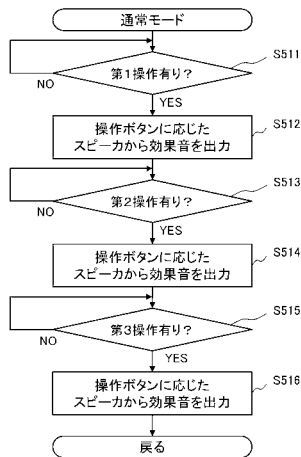 通常モード
S511
第1操作有り?
NO
YES
S512
操作ボタンに応じた
スピーカから効果音を出力
S513
第2操作有り?
NO
YES
S514
操作ボタンに応じた
スピーカから効果音を出力
S515
第3操作有り?
NO
YES
S516
操作ボタンに応じた
スピーカから効果音を出力
戻る